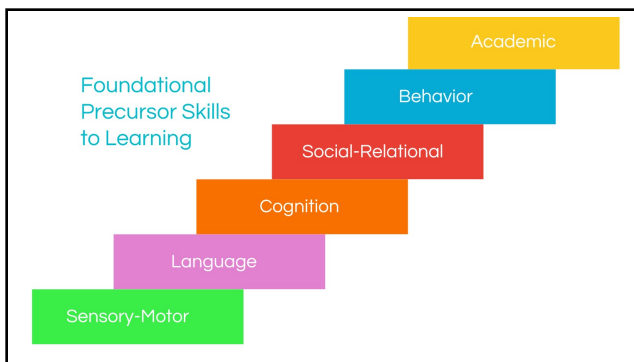 Academic
Foundational
Precursor Skills
to Learning
Behavior
Social-Relational
Cognition
Language
Sensory-Motor